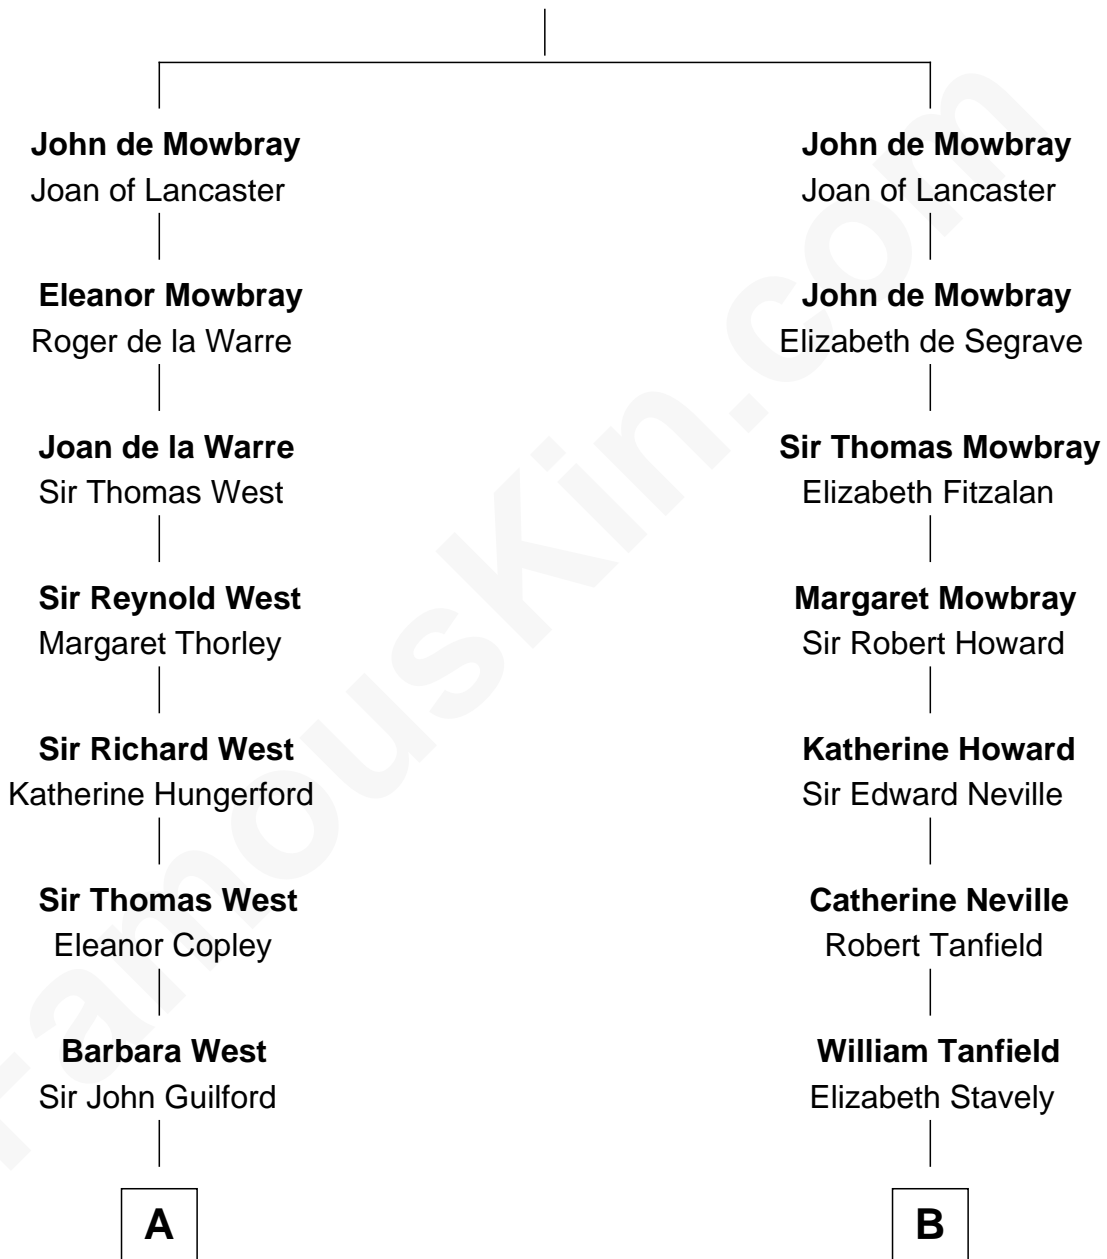 John de Mowbray
Joan of Lancaster
Eleanor Mowbray
Roger de la Warre
Joan de la Warre
Sir Thomas West
Sir Reynold West
Margaret Thorley
Sir Richard West
Katherine Hungerford
Sir Thomas West
Eleanor Copley
Barbara West
Sir John Guilford
A
John de Mowbray
Joan of Lancaster
John de Mowbray
Elizabeth de Segrave
Sir Thomas Mowbray
Elizabeth Fitzalan
Margaret Mowbray
Sir Robert Howard
Katherine Howard
Sir Edward Neville
Catherine Neville
Robert Tanfield
William Tanfield
Elizabeth Stavely
B
FamousKin.com